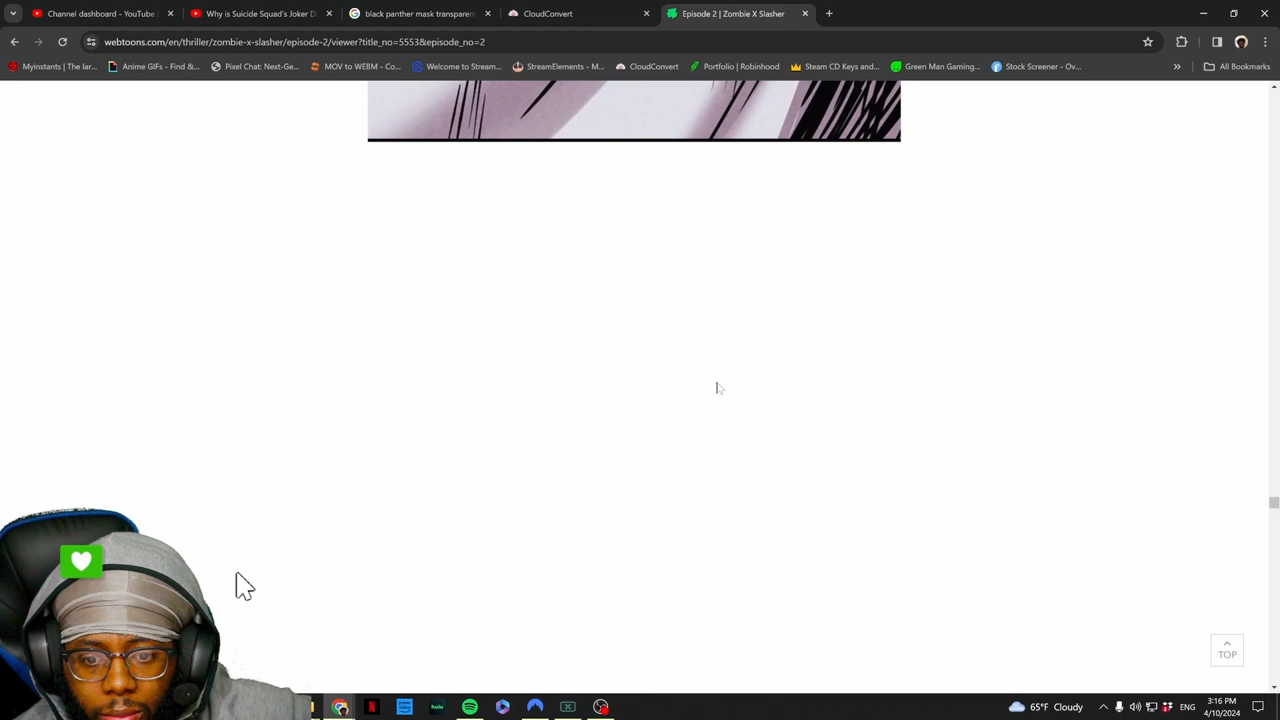 Channel dashboard - YouTube
Why is Suicide Squad's Joker D
black panther mask transparen
CloudConvert
Episode 2 | Zombie X Slasher
webtoons.com/en/thriller/zombie-x-slasher/episode-2/viewer?title_no=5553&episode_no=2
Myinstants | The lar...
Anime GIFs - Find &...
Pixel Chat: Next-Ge...
MOV to WEBM - Co...
Welcome to Stream...
StreamElements - M...
CloudConvert
Portfolio | Robinhood
Steam CD Keys and...
Green Man Gaming...
Stock Screener - Ov...
»
All Bookmarks
TOP
hulu
65°F Cloudy
ENG
3:16 PM
4/10/2024